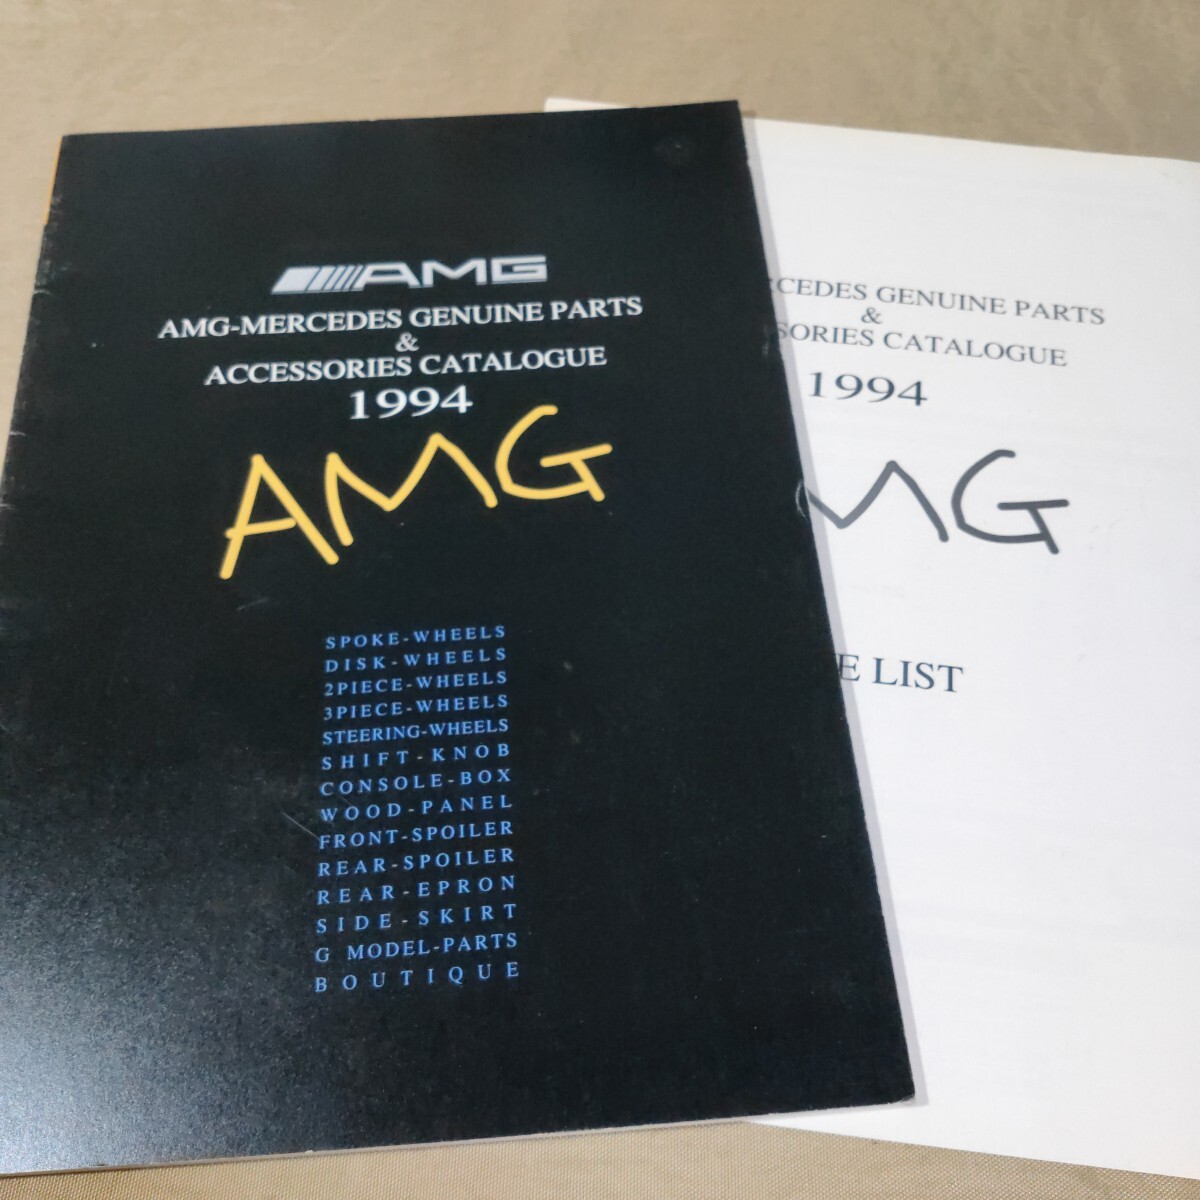 AMG
AMG-MERCEDES GENUINE PARTS
&
ACCESSORIES CATALOGUE
1994
AMG
SPOKE-WHEELS
DISK-WHEELS
2PIECE-WHEELS
3PIECE-WHEELS
STEERING-WHEELS
SHIFT-KNOB
CONSOLE-BOX
WOOD-PANEL
FRONT-SPOILER
REAR-SPOILER
REAR-EPRON
SIDE-SKIRT
G MODEL-PARTS
BOUTIQUE
CEDES GENUINE PARTS
&
SORIES CATALOGUE
1994
MG
E LIST